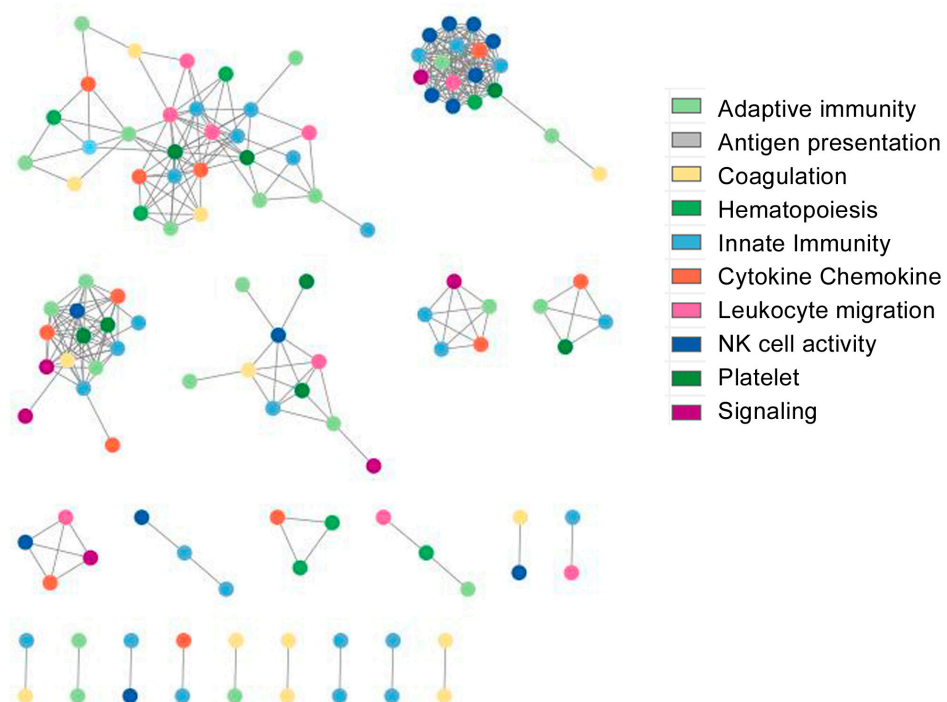 Adaptive immunity
Antigen presentation
Coagulation
Hematopoiesis
Innate Immunity
Cytokine Chemokine
Leukocyte migration
NK cell activity
Platelet
Signaling